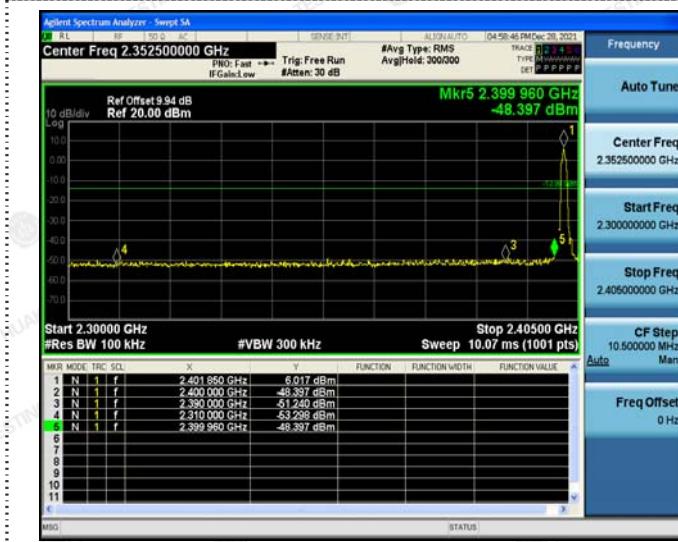 Agilent Spectrum Analyzer - Swept SA
RL RF 50 Ω AC SENSE:INT ALIGN AUTO 04:58:46 PM Dec 28, 2021
Center Freq 2.352500000 GHz
PNO: Fast Trig: Free Run
IFGain:Low #Atten: 30 dB
#Avg Type: RMS
Avg|Hold: 300/300
TRACE 1 2 3 4 5 6
TYPE
DET P P P P P P
Ref Offset 9.94 dB
10 dB/div Ref 20.00 dBm
Log
Mkr5 2.399 960 GHz
-48.397 dBm
10.0
0.00
-10.0
-20.0
-30.0
-40.0
-50.0
-60.0
-70.0
1
4
3
5
Start 2.30000 GHz Stop 2.40500 GHz
#Res BW 100 kHz #VBW 300 kHz Sweep 10.07 ms (1001 pts)
MKR MODE TRC SCL X Y FUNCTION FUNCTION WIDTH FUNCTION VALUE
1 N 1 f 2.401 850 GHz 6.017 dBm
2 N 1 f 2.400 000 GHz -48.397 dBm
3 N 1 f 2.390 000 GHz -51.240 dBm
4 N 1 f 2.310 000 GHz -53.298 dBm
5 N 1 f 2.399 960 GHz -48.397 dBm
6
7
8
9
10
11
MSG STATUS
Frequency
Auto Tune
Center Freq
2.352500000 GHz
Start Freq
2.300000000 GHz
Stop Freq
2.405000000 GHz
CF Step
10.500000 MHz
Auto Man
Freq Offset
0 Hz